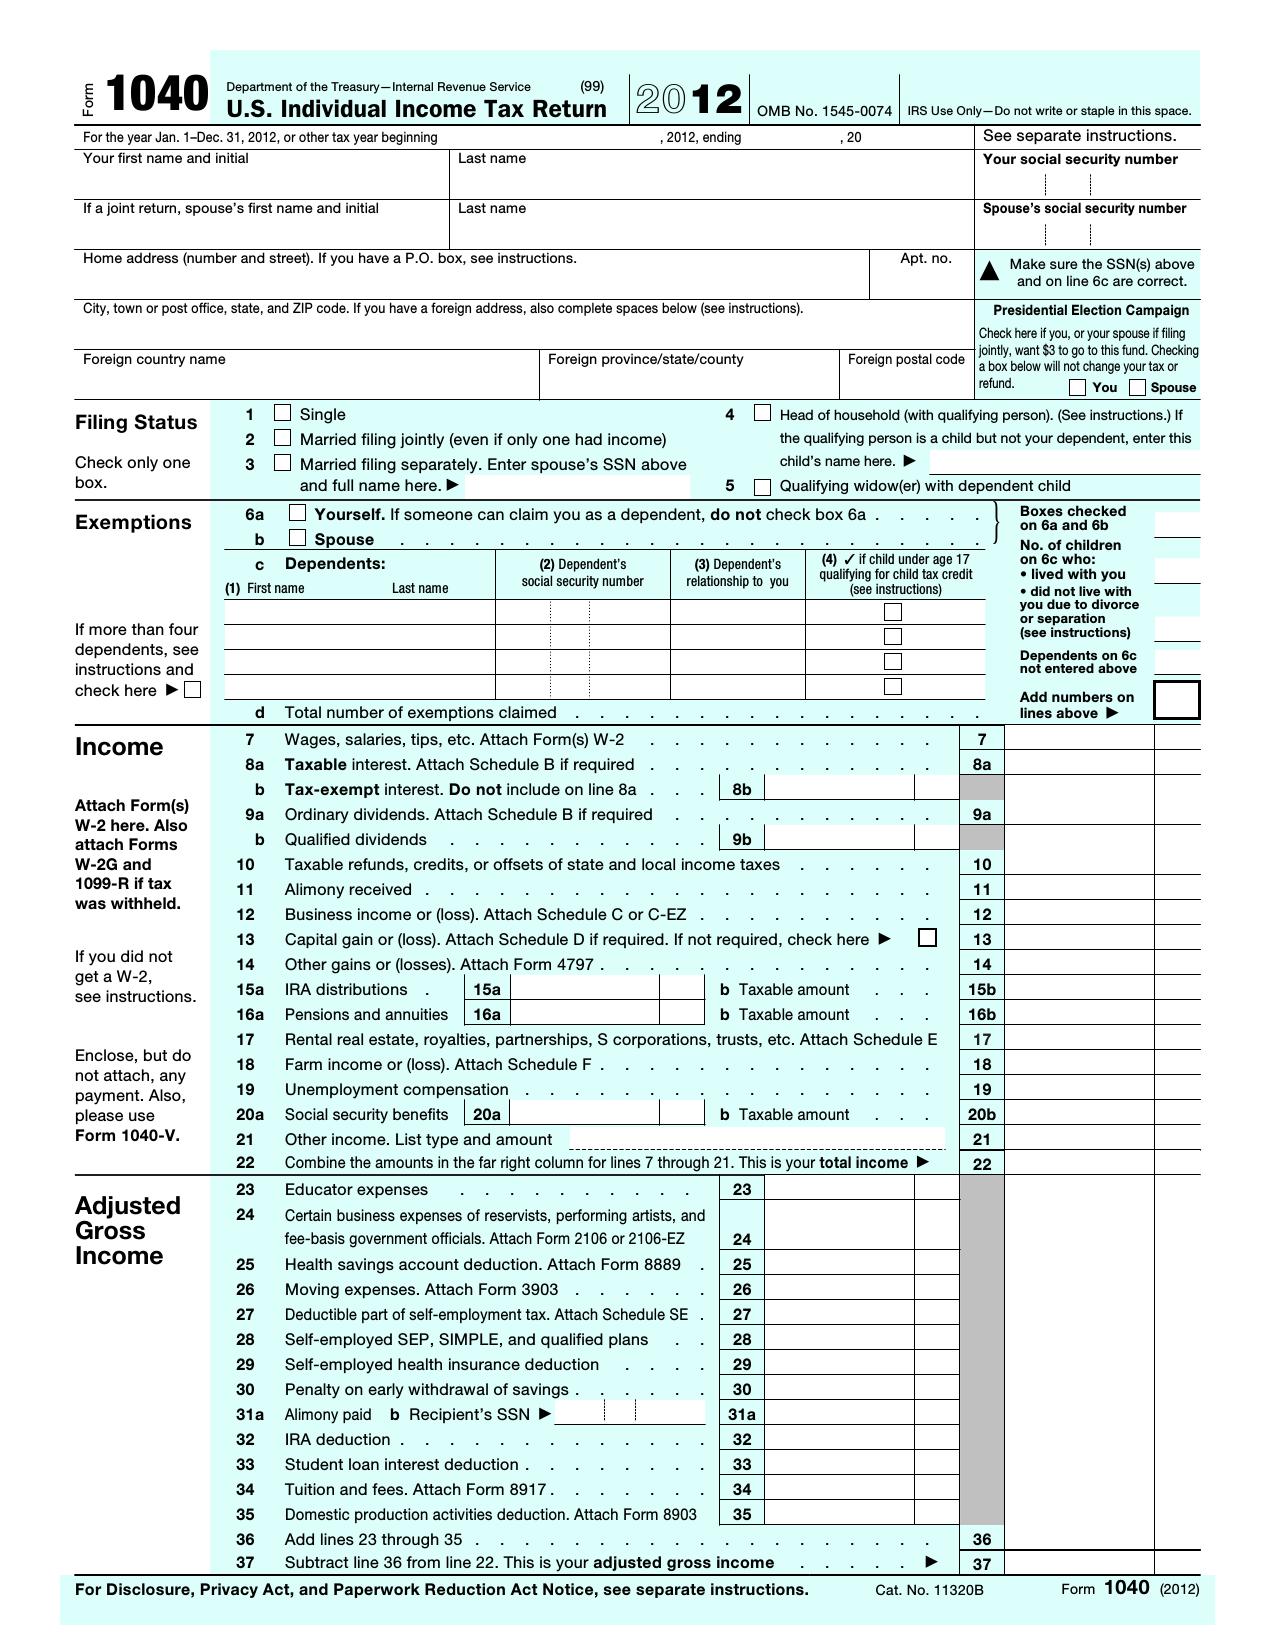 Form 1040 Department of the Treasury—Internal Revenue Service (99)
U.S. Individual Income Tax Return 2012 OMB No. 1545-0074 IRS Use Only—Do not write or staple in this space.
For the year Jan. 1–Dec. 31, 2012, or other tax year beginning , 2012, ending , 20 See separate instructions.
Your first name and initial Last name Your social security number
If a joint return, spouse's first name and initial Last name Spouse's social security number
Home address (number and street). If you have a P.O. box, see instructions. Apt. no.
▲ Make sure the SSN(s) above
and on line 6c are correct.
City, town or post office, state, and ZIP code. If you have a foreign address, also complete spaces below (see instructions).
Foreign country name Foreign province/state/county Foreign postal code
Presidential Election Campaign
Check here if you, or your spouse if filing
jointly, want $3 to go to this fund. Checking
a box below will not change your tax or
refund. You Spouse
Filing Status
Check only one
box.
1 Single
2 Married filing jointly (even if only one had income)
3 Married filing separately. Enter spouse's SSN above
and full name here. ▶
4 Head of household (with qualifying person). (See instructions.) If
the qualifying person is a child but not your dependent, enter this
child's name here. ▶
5 Qualifying widow(er) with dependent child
Exemptions
6a Yourself. If someone can claim you as a dependent, do not check box 6a . . . . .
b Spouse . . . . . . . . . . . . . . . . . . . . . . . .
c Dependents:
(1) First name Last name
(2) Dependent's
social security number
(3) Dependent's
relationship to you
(4) ✓ if child under age 17
qualifying for child tax credit
(see instructions)
If more than four
dependents, see
instructions and
check here ▶
d Total number of exemptions claimed . . . . . . . . . . . . . . . . .
Boxes checked
on 6a and 6b
No. of children
on 6c who:
• lived with you
• did not live with
you due to divorce
or separation
(see instructions)
Dependents on 6c
not entered above
Add numbers on
lines above ▶
Income
Attach Form(s)
W-2 here. Also
attach Forms
W-2G and
1099-R if tax
was withheld.
If you did not
get a W-2,
see instructions.
Enclose, but do
not attach, any
payment. Also,
please use
Form 1040-V.
7 Wages, salaries, tips, etc. Attach Form(s) W-2 . . . . . . . . . . . . 7
8a Taxable interest. Attach Schedule B if required . . . . . . . . . . . . 8a
b Tax-exempt interest. Do not include on line 8a . . . 8b
9a Ordinary dividends. Attach Schedule B if required . . . . . . . . . . . 9a
b Qualified dividends . . . . . . . . . . . 9b
10 Taxable refunds, credits, or offsets of state and local income taxes . . . . . . 10
11 Alimony received . . . . . . . . . . . . . . . . . . . . . 11
12 Business income or (loss). Attach Schedule C or C-EZ . . . . . . . . . . 12
13 Capital gain or (loss). Attach Schedule D if required. If not required, check here ▶ 13
14 Other gains or (losses). Attach Form 4797 . . . . . . . . . . . . . . 14
15a IRA distributions . 15a b Taxable amount . . . 15b
16a Pensions and annuities 16a b Taxable amount . . . 16b
17 Rental real estate, royalties, partnerships, S corporations, trusts, etc. Attach Schedule E 17
18 Farm income or (loss). Attach Schedule F . . . . . . . . . . . . . . 18
19 Unemployment compensation . . . . . . . . . . . . . . . . . 19
20a Social security benefits 20a b Taxable amount . . . 20b
21 Other income. List type and amount 21
22 Combine the amounts in the far right column for lines 7 through 21. This is your total income ▶ 22
Adjusted
Gross
Income
23 Educator expenses . . . . . . . . . . 23
24 Certain business expenses of reservists, performing artists, and
fee-basis government officials. Attach Form 2106 or 2106-EZ 24
25 Health savings account deduction. Attach Form 8889 . 25
26 Moving expenses. Attach Form 3903 . . . . . . 26
27 Deductible part of self-employment tax. Attach Schedule SE . 27
28 Self-employed SEP, SIMPLE, and qualified plans . . 28
29 Self-employed health insurance deduction . . . . 29
30 Penalty on early withdrawal of savings . . . . . . 30
31a Alimony paid b Recipient's SSN ▶ 31a
32 IRA deduction . . . . . . . . . . . . . 32
33 Student loan interest deduction . . . . . . . . 33
34 Tuition and fees. Attach Form 8917 . . . . . . . 34
35 Domestic production activities deduction. Attach Form 8903 35
36 Add lines 23 through 35 . . . . . . . . . . . . . . . . . . . 36
37 Subtract line 36 from line 22. This is your adjusted gross income . . . . . ▶ 37
For Disclosure, Privacy Act, and Paperwork Reduction Act Notice, see separate instructions. Cat. No. 11320B Form 1040 (2012)